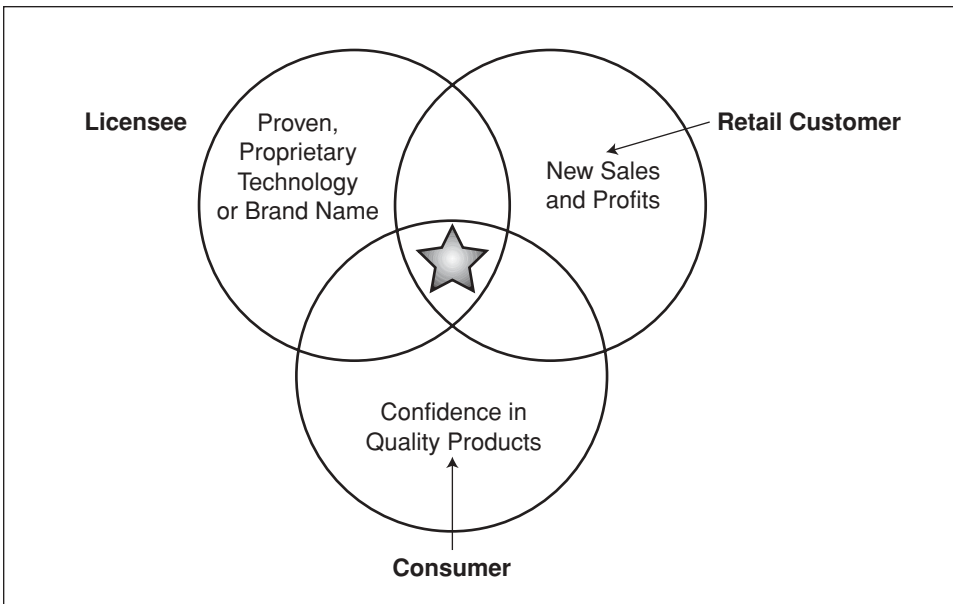 Licensee
Proven,
Proprietary
Technology
or Brand Name
Retail Customer
New Sales
and Profits
Confidence in
Quality Products
Consumer